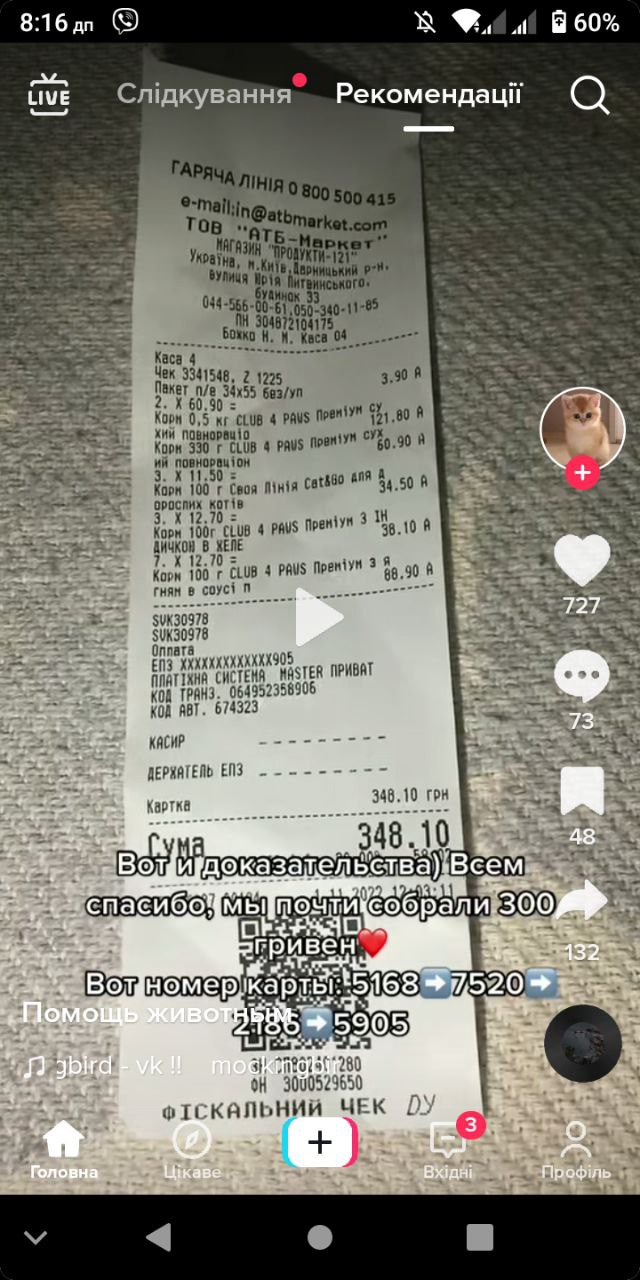 8:16 дп
60%
LIVE
Слідкування
Рекомендації
ГАРЯЧА ЛІНІЯ 0 800 500 415
e-mail:in@atbmarket.com
ТОВ "АТБ-Маркет"
МАГАЗИН "ПРОДУКТИ-121"
Україна, м.Київ,Дарницький р-н,
вулиця Юрія Литвинського,
будинок 33
044-566-00-61,050-340-11-85
ПН 304872104175
Божко Н. М. Каса 04
Каса 4
Чек 3341548, Z 1225
Пакет п/е 34x55 без/уп 3.90 А
2. X 60.90 =
Корм 0,5 кг CLUB 4 PAWS Преміум су 121.80 А
хий повнораціо
Корм 330 г CLUB 4 PAWS Преміум сух 60.90 А
ий повнораціон
3. X 11.50 =
Корм 100 г Своя Лінія Cat&Go для д 34.50 А
орослих котів
3. X 12.70 =
Корм 100г CLUB 4 PAWS Преміум З ІН 38.10 А
ДИЧКОМ В ЖЕЛЕ
7. X 12.70 =
Корм 100 г CLUB 4 PAWS Преміум З Я 88.90 А
гням в соусі п
SVK30978
SVK30978
Оплата
ЕПЗ XXXXXXXXXXXXX905
ПЛАТІЖНА СИСТЕМА MASTER ПРИВАТ
КОД ТРАНЗ. 064952358906
КОД АВТ. 674323
КАСИР
ДЕРЖАТЕЛЬ ЕПЗ
Картка 348.10 ГРН
Сума 348.10
Вот и доказательства) Всем
спасибо, мы почти собрали 300
гривен❤️
Вот номер карты: 5168➡️7520➡️
2186➡️5905
Помощь животным
gbird - vk !! mockingbir
ФН 3000529650
ФІСКАЛЬНИЙ ЧЕК
727
73
48
132
Головна
Цікаве
3
Вхідні
Профіль